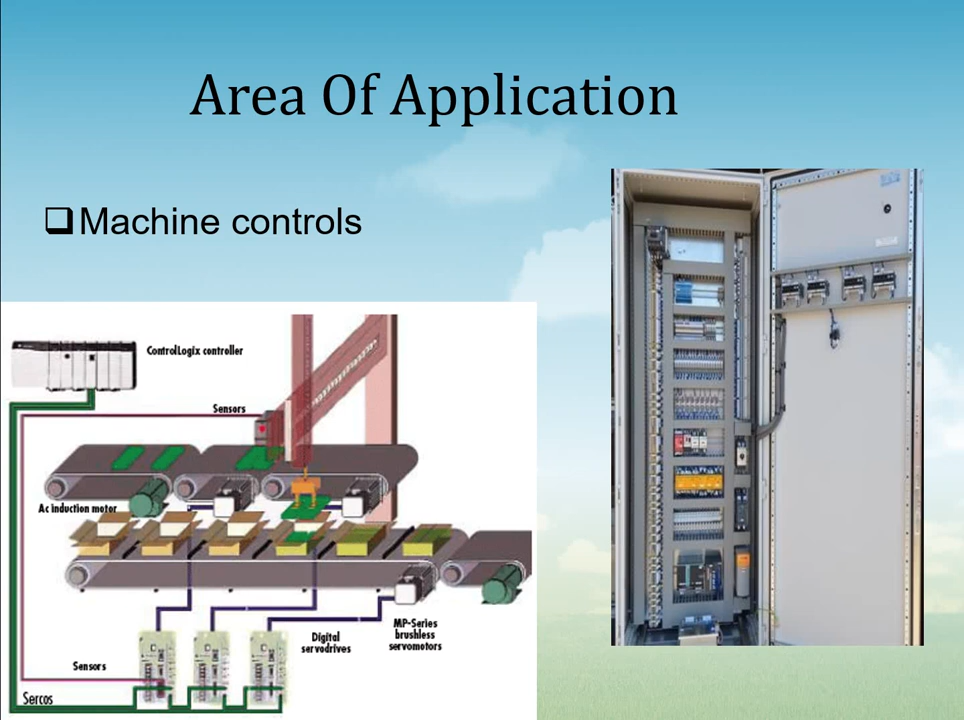 Area Of Application
Machine controls
ControlLogix controller
Sensors
Ac induction motor
Digital
servodrives
MP-Series
brushless
servomotors
Sensors
Sercos